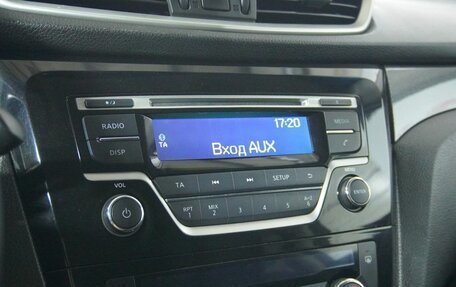 17:20
RADIO
MEDIA
TA
Вход AUX
DISP
VOL
TA
SETUP
MENU
ENTER
RPT 1
MIX 2
3
4
5
A-Z 6